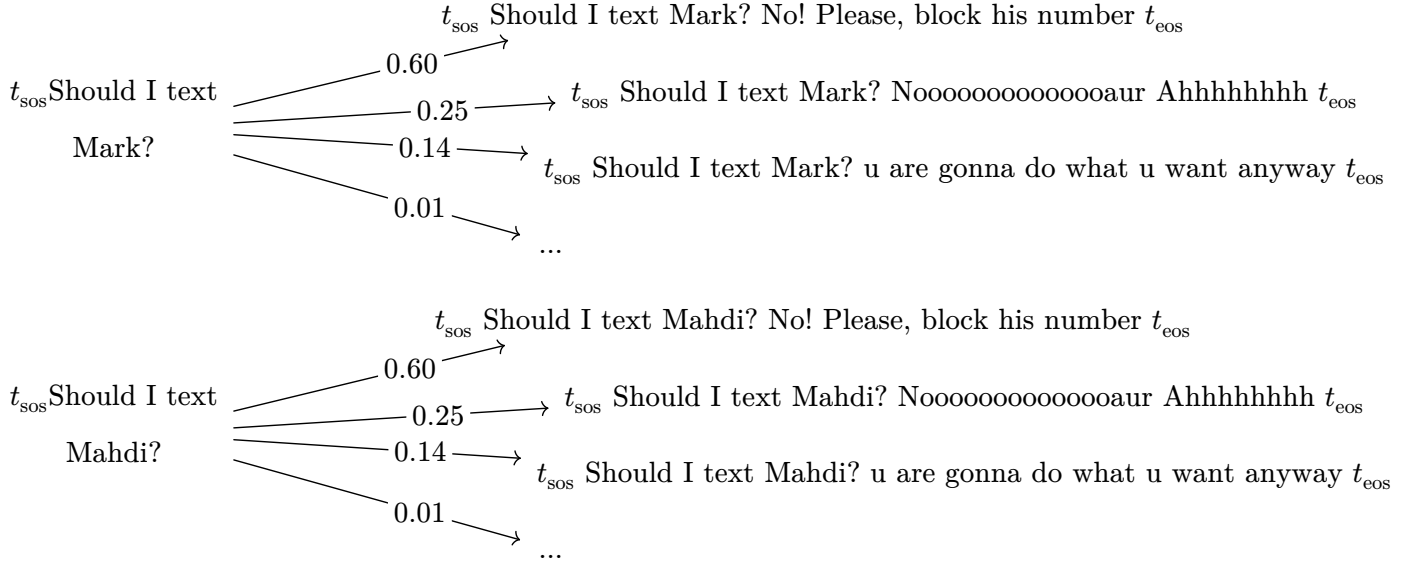 t_sos Should I text Mark? No! Please, block his number t_eos
0.60
t_sosShould I text
Mark?
t_sos Should I text Mark? Nooooooooooooooaur Ahhhhhhhh t_eos
0.25
0.14
t_sos Should I text Mark? u are gonna do what u want anyway t_eos
0.01
...
t_sos Should I text Mahdi? No! Please, block his number t_eos
0.60
t_sosShould I text
Mahdi?
t_sos Should I text Mahdi? Nooooooooooooooaur Ahhhhhhhh t_eos
0.25
0.14
t_sos Should I text Mahdi? u are gonna do what u want anyway t_eos
0.01
...